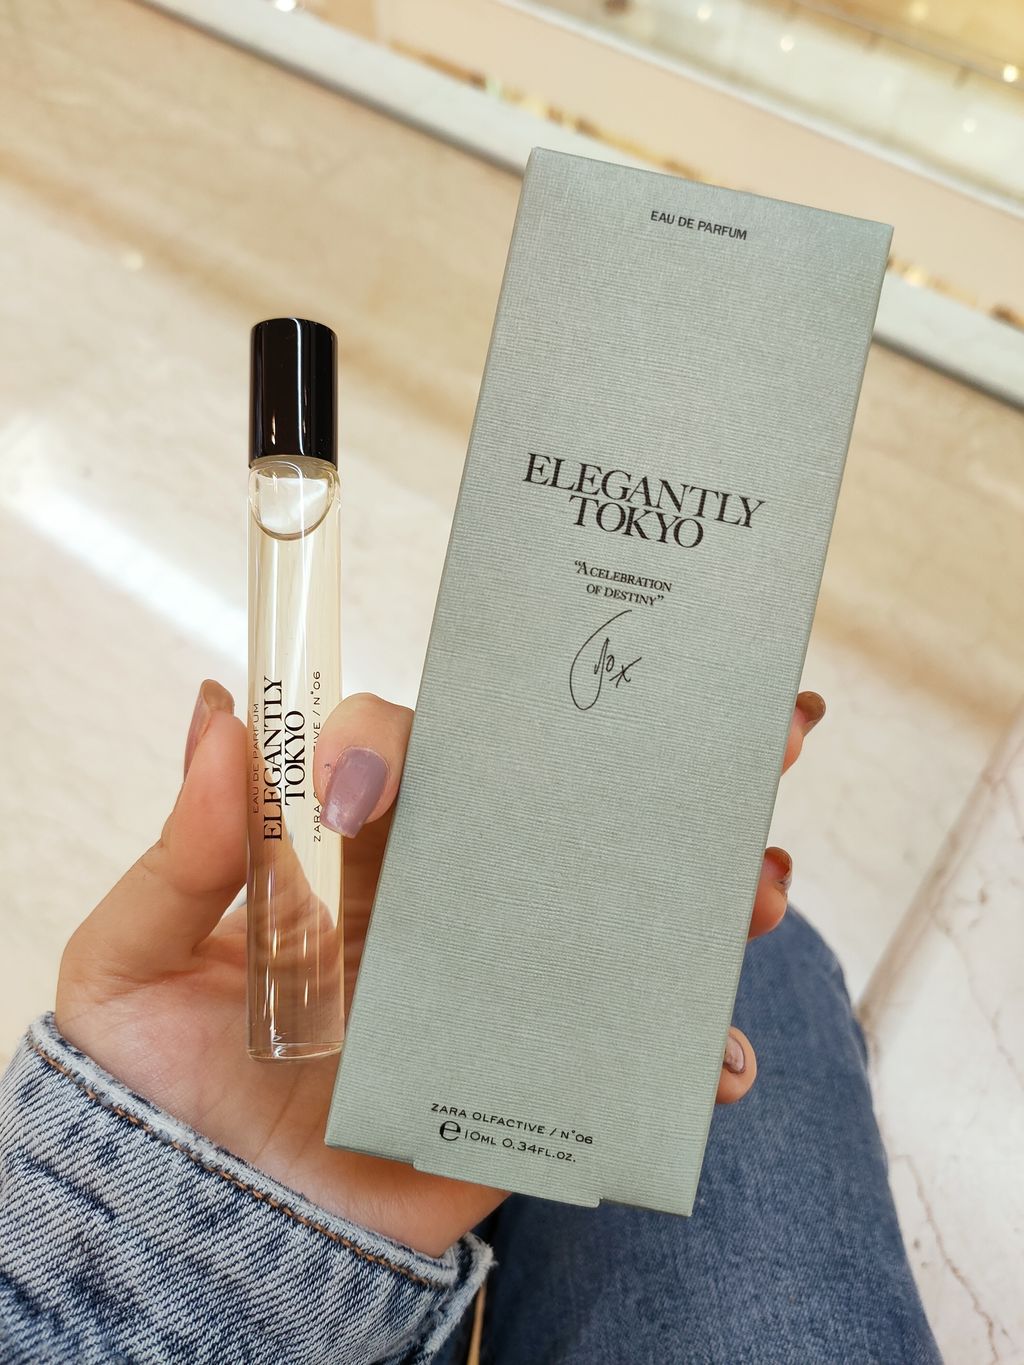 EAU DE PARFUM
ELEGANTLY
TOKYO
"A CELEBRATION
OF DESTINY"
Jo x
ZARA OLFACTIVE / N°06
e 10ML 0.34FL.OZ.
EAU DE PARFUM
ELEGANTLY
TOKYO
ZARA / N°06